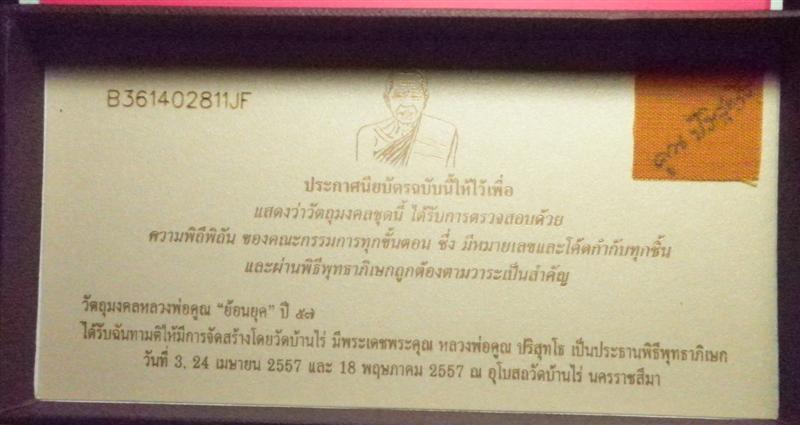 B361402811JF
คูณ ปริสุทฺโธ
ประกาศนียบัตรฉบับนี้ให้ไว้เพื่อ
แสดงว่าวัตถุมงคลชุดนี้ ได้รับการตรวจสอบด้วย
ความพิถีพิถัน ของคณะกรรมการทุกขั้นตอน ซึ่ง มีหมายเลขและโค้ดกำกับทุกชิ้น
และผ่านพิธีพุทธาภิเษกถูกต้องตามวาระเป็นสำคัญ
วัตถุมงคลหลวงพ่อคูณ “ย้อนยุค” ปี ๕๗
ได้รับฉันทามติให้มีการจัดสร้างโดยวัดบ้านไร่ มีพระเดชพระคุณ หลวงพ่อคูณ ปริสุทฺโธ เป็นประธานพิธีพุทธาภิเษก
วันที่ 3, 24 เมษายน 2557 และ 18 พฤษภาคม 2557 ณ อุโบสถวัดบ้านไร่ นครราชสีมา